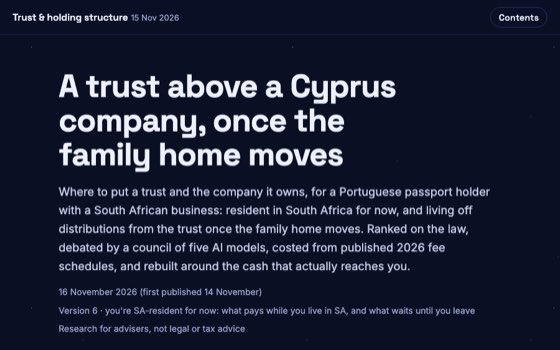 Trust & holding structure 15 Nov 2026
Contents
A trust above a Cyprus
company, once the
family home moves
Where to put a trust and the company it owns, for a Portuguese passport holder
with a South African business: resident in South Africa for now, and living off
distributions from the trust once the family home moves. Ranked on the law,
debated by a council of five AI models, costed from published 2026 fee
schedules, and rebuilt around the cash that actually reaches you.
16 November 2026 (first published 14 November)
Version 6 · you're SA-resident for now: what pays while you live in SA, and what waits until you leave
Research for advisers, not legal or tax advice